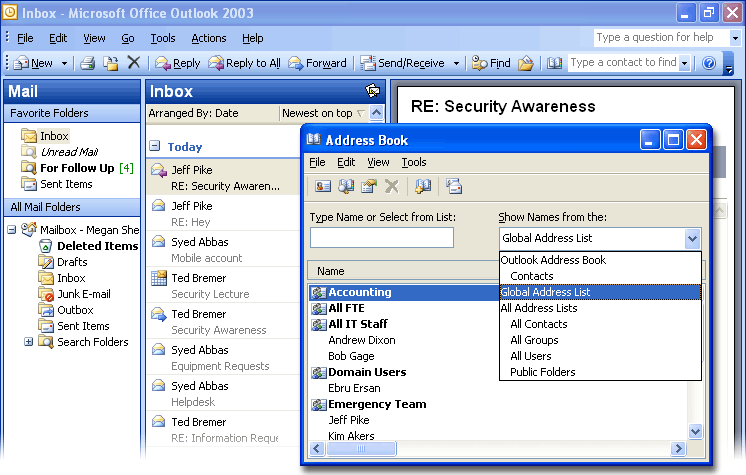 Inbox - Microsoft Office Outlook 2003
File Edit View Go Tools Actions Help
Type a question for help
New Reply Reply to All Forward Send/Receive Find Type a contact to find
Mail
Favorite Folders
Inbox
Unread Mail
For Follow Up [4]
Sent Items
All Mail Folders
Mailbox - Megan She
Deleted Items
Drafts
Inbox
Junk E-mail
Outbox
Sent Items
Search Folders
Inbox
Arranged By: Date Newest on top
Today
Jeff Pike
RE: Security Awaren...
Jeff Pike
RE: Hey
Syed Abbas
Mobile account
Ted Bremer
Security Lecture
Ted Bremer
Security Awareness
Syed Abbas
Equipment Requests
Syed Abbas
Helpdesk
Ted Bremer
RE: Information Reque
RE: Security Awareness
Address Book
File Edit View Tools
Type Name or Select from List:
Show Names from the:
Global Address List
Outlook Address Book
Contacts
Global Address List
All Address Lists
All Contacts
All Groups
All Users
Public Folders
Name
Accounting
All FTE
All IT Staff
Andrew Dixon
Bob Gage
Domain Users
Ebru Ersan
Emergency Team
Jeff Pike
Kim Akers